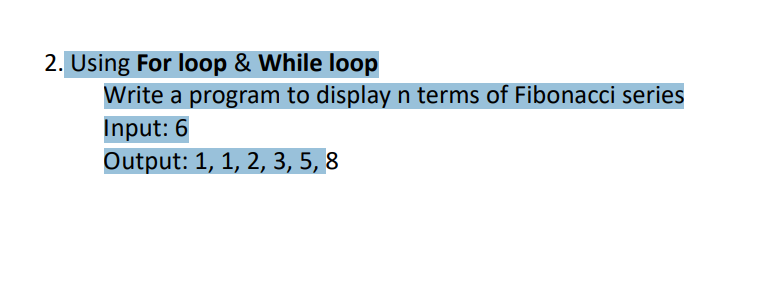 2. Using For loop & While loop
Write a program to display n terms of Fibonacci series
Input: 6
Output: 1, 1, 2, 3, 5, 8